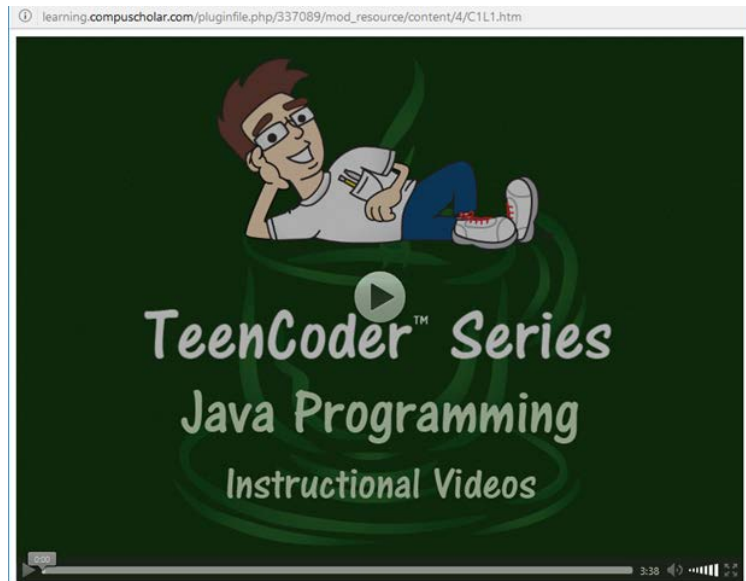 learning.compuscholar.com/pluginfile.php/337089/mod_resource/content/4/C1L1.htm
TeenCoder™ Series
Java Programming
Instructional Videos
0:00
3:38